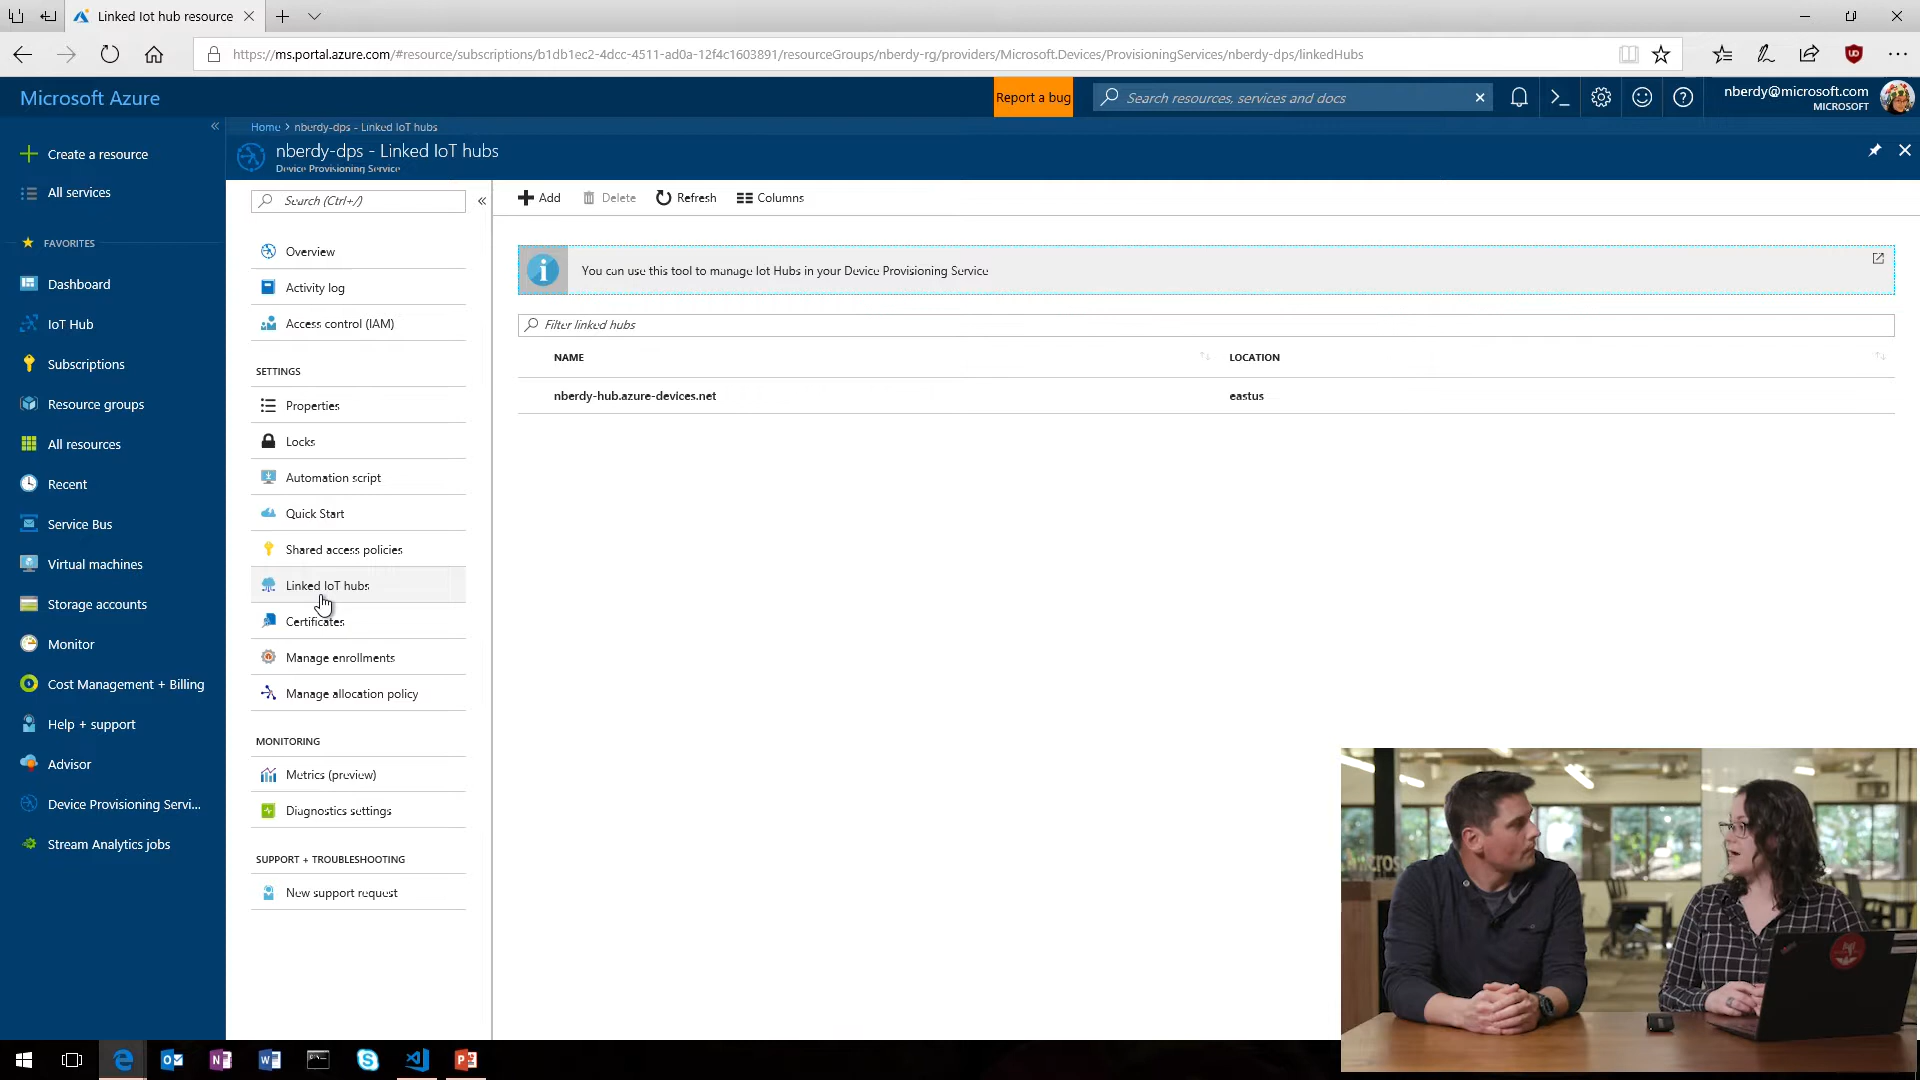 Linked Iot hub resource
https://ms.portal.azure.com/#resource/subscriptions/b1db1ec2-4dcc-4511-ad0a-12f4c1603891/resourceGroups/nberdy-rg/providers/Microsoft.Devices/ProvisioningServices/nberdy-dps/linkedHubs
Microsoft Azure
Report a bug
Search resources, services and docs
nberdy@microsoft.com
MICROSOFT
Home > nberdy-dps - Linked IoT hubs
nberdy-dps - Linked IoT hubs
Device Provisioning Service
Create a resource
All services
FAVORITES
Dashboard
IoT Hub
Subscriptions
Resource groups
All resources
Recent
Service Bus
Virtual machines
Storage accounts
Monitor
Cost Management + Billing
Help + support
Advisor
Device Provisioning Servi...
Stream Analytics jobs
Search (Ctrl+/)
Overview
Activity log
Access control (IAM)
SETTINGS
Properties
Locks
Automation script
Quick Start
Shared access policies
Linked IoT hubs
Certificates
Manage enrollments
Manage allocation policy
MONITORING
Metrics (preview)
Diagnostics settings
SUPPORT + TROUBLESHOOTING
New support request
Add Delete Refresh Columns
You can use this tool to manage Iot Hubs in your Device Provisioning Service
Filter linked hubs
NAME LOCATION
nberdy-hub.azure-devices.net eastus